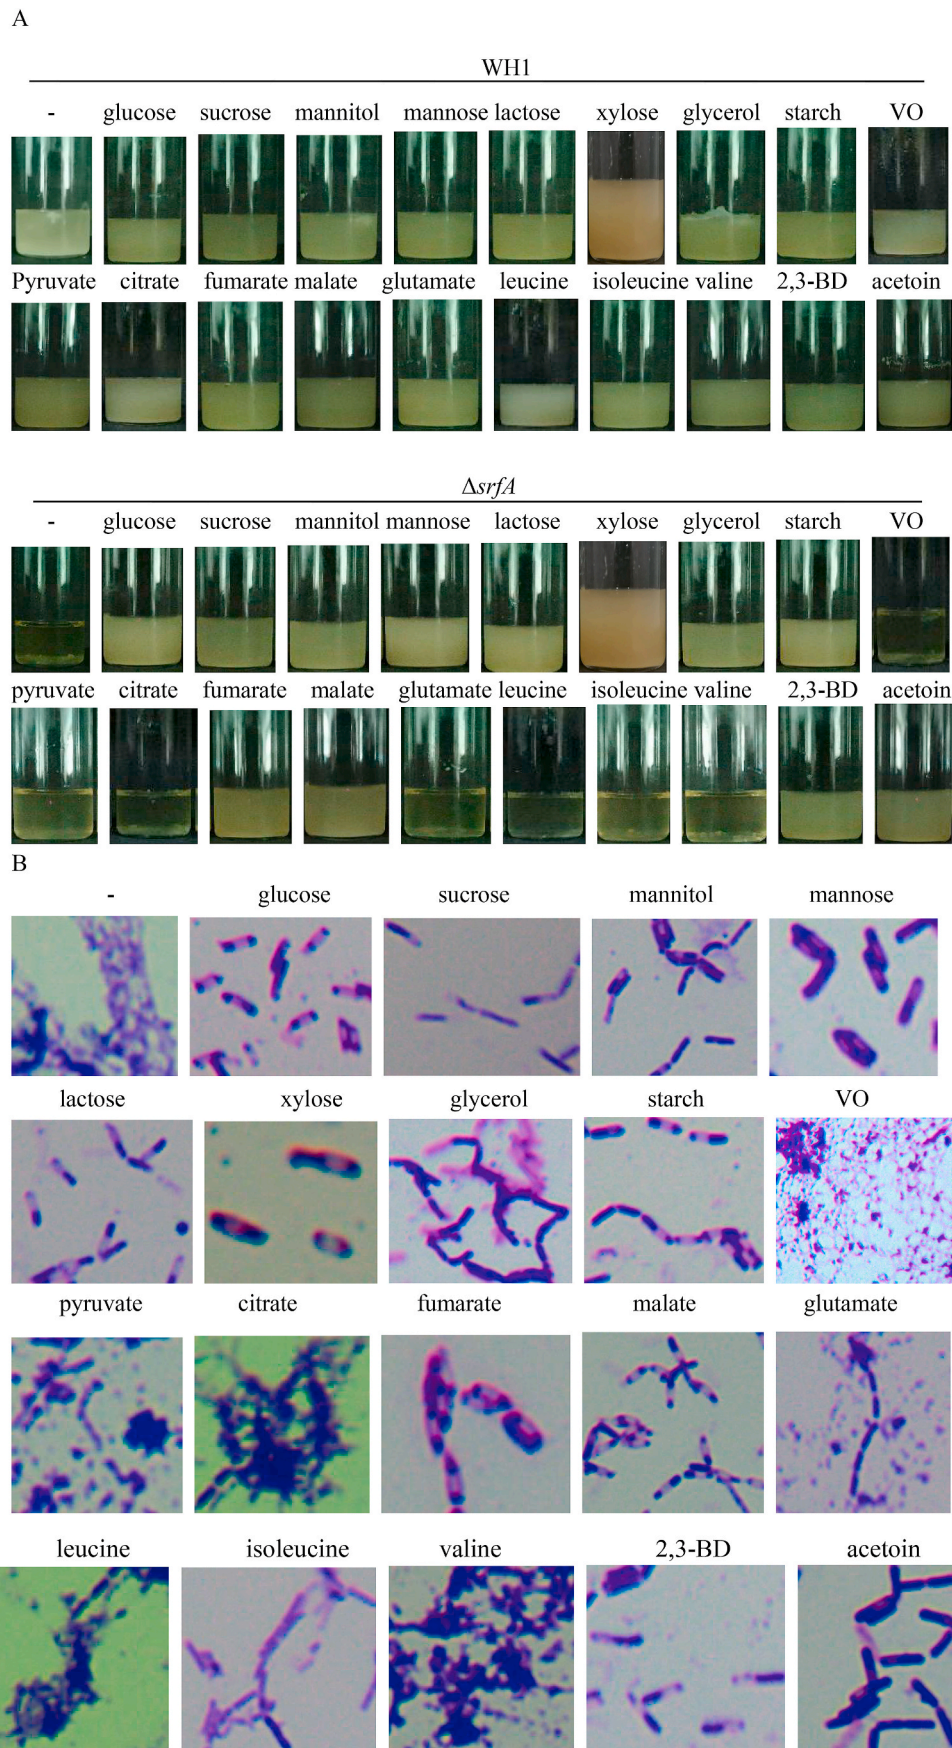 A
WH1
- glucose sucrose mannitol mannose lactose xylose glycerol starch VO
Pyruvate citrate fumarate malate glutamate leucine isoleucine valine 2,3-BD acetoin
ΔsrfA
- glucose sucrose mannitol mannose lactose xylose glycerol starch VO
pyruvate citrate fumarate malate glutamate leucine isoleucine valine 2,3-BD acetoin
B
- glucose sucrose mannitol mannose
lactose xylose glycerol starch VO
pyruvate citrate fumarate malate glutamate
leucine isoleucine valine 2,3-BD acetoin